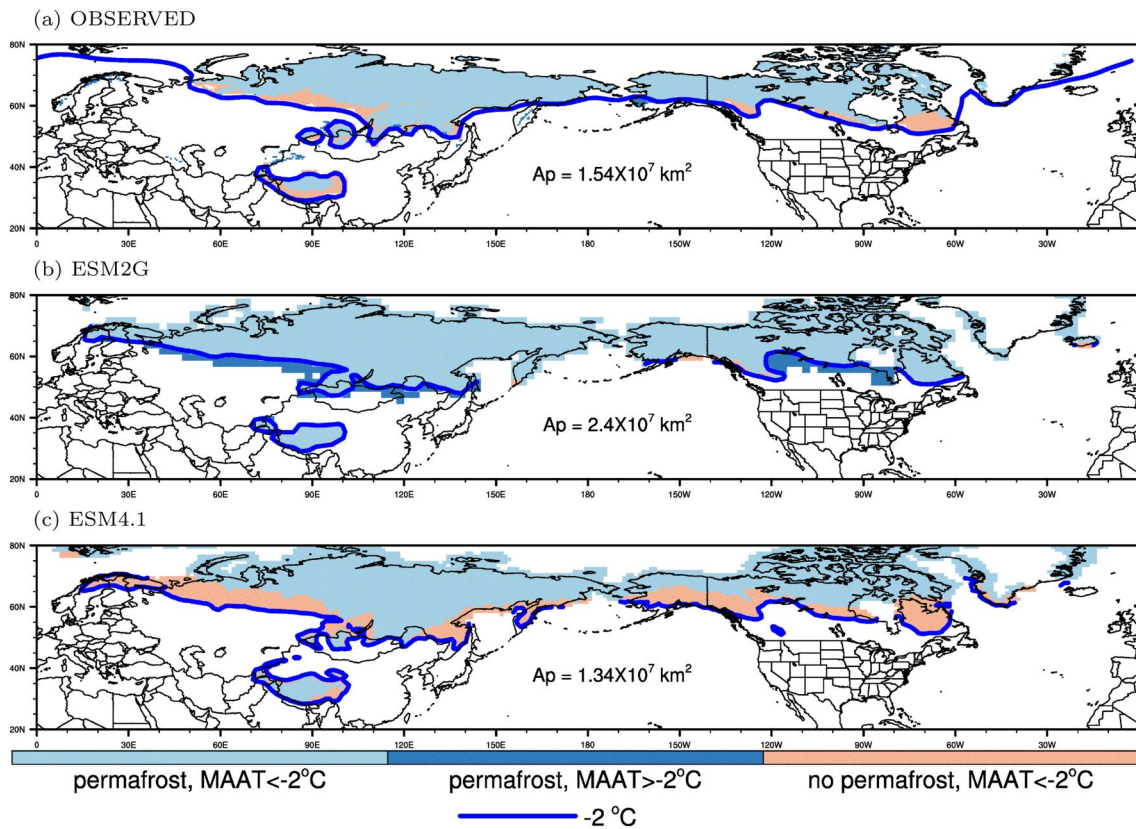 (a) OBSERVED
80N
60N
40N
20N
Ap = 1.54X10⁷ km²
0 30E 60E 90E 120E 150E 180 150W 120W 90W 60W 30W
(b) ESM2G
80N
60N
40N
20N
Ap = 2.4X10⁷ km²
0 30E 60E 90E 120E 150E 180 150W 120W 90W 60W 30W
(c) ESM4.1
80N
60N
40N
20N
Ap = 1.34X10⁷ km²
0 30E 60E 90E 120E 150E 180 150W 120W 90W 60W 30W
permafrost, MAAT<-2°C permafrost, MAAT>-2°C no permafrost, MAAT<-2°C
-2 °C